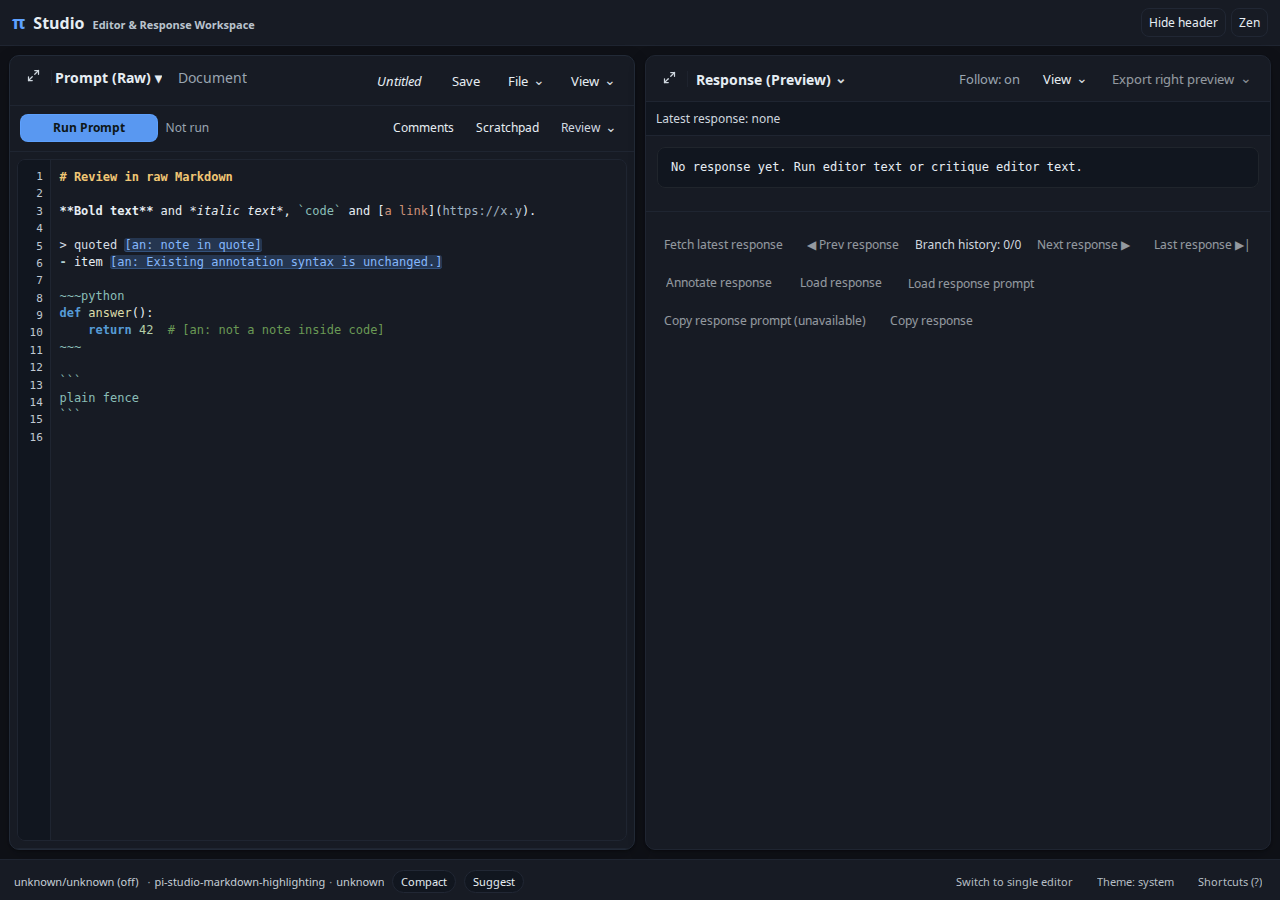 π Studio Editor & Response Workspace Hide header Zen
Prompt (Raw) ▾ Document Untitled Save File View
Run Prompt Not run Comments Scratchpad Review
1 # Review in raw Markdown
2
3 **Bold text** and *italic text*, `code` and [a link](https://x.y).
4
5 > quoted [an: note in quote]
6 - item [an: Existing annotation syntax is unchanged.]
7
8 ~~~python
9 def answer():
10     return 42  # [an: not a note inside code]
11 ~~~
12
13 ```
14 plain fence
15 ```
16
Response (Preview) Follow: on View Export right preview
Latest response: none
No response yet. Run editor text or critique editor text.
Fetch latest response ◀ Prev response Branch history: 0/0 Next response ▶ Last response ▶|
Annotate response Load response Load response prompt
Copy response prompt (unavailable) Copy response
unknown/unknown (off) · pi-studio-markdown-highlighting · unknown Compact Suggest Switch to single editor Theme: system Shortcuts (?)